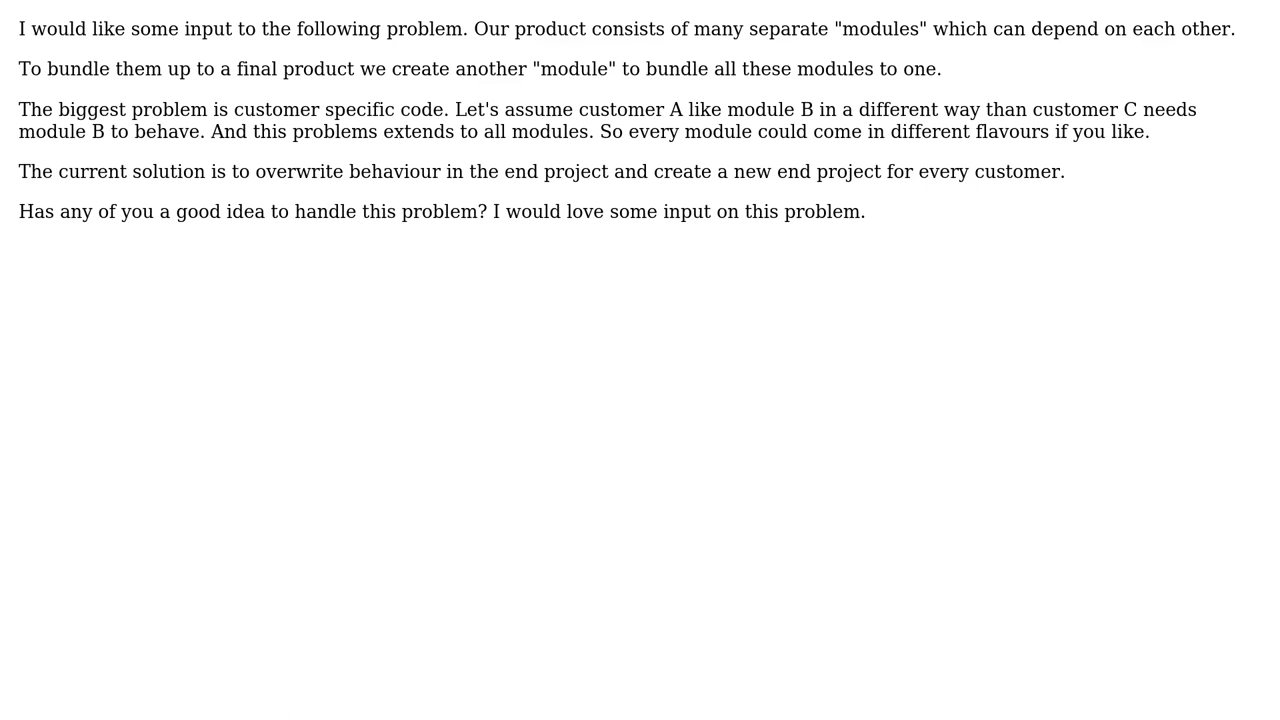 I would like some input to the following problem. Our product consists of many separate "modules" which can depend on each other.
To bundle them up to a final product we create another "module" to bundle all these modules to one.
The biggest problem is customer specific code. Let's assume customer A like module B in a different way than customer C needs
module B to behave. And this problems extends to all modules. So every module could come in different flavours if you like.
The current solution is to overwrite behaviour in the end project and create a new end project for every customer.
Has any of you a good idea to handle this problem? I would love some input on this problem.